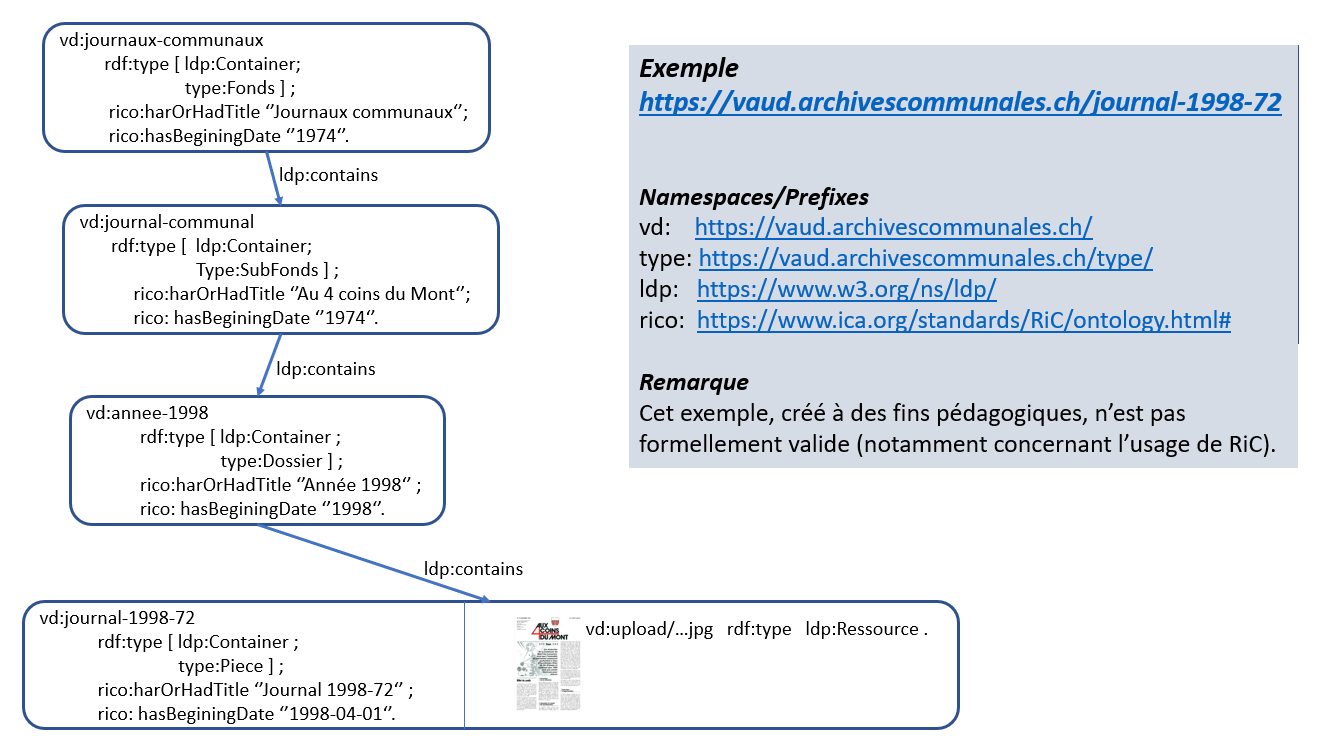 vd:journaux-communaux
rdf:type [ ldp:Container;
type:Fonds ] ;
rico:harOrHadTitle ‘’Journaux communaux‘’;
rico:hasBeginingDate ‘’1974‘’.
ldp:contains
vd:journal-communal
rdf:type [ ldp:Container;
Type:SubFonds ] ;
rico:harOrHadTitle ‘’Au 4 coins du Mont‘’;
rico: hasBeginingDate ‘’1974‘’.
ldp:contains
vd:annee-1998
rdf:type [ ldp:Container ;
type:Dossier ] ;
rico:harOrHadTitle ‘’Année 1998‘’ ;
rico: hasBeginingDate ‘’1998‘’.
ldp:contains
vd:journal-1998-72
rdf:type [ ldp:Container ;
type:Piece ] ;
rico:harOrHadTitle ‘’Journal 1998-72‘’ ;
rico: hasBeginingDate ‘’1998-04-01‘’.
AUX
4COINS
DU MONT
vd:upload/...jpg rdf:type ldp:Ressource .
Exemple
https://vaud.archivescommunales.ch/journal-1998-72
Namespaces/Prefixes
vd: https://vaud.archivescommunales.ch/
type: https://vaud.archivescommunales.ch/type/
ldp: https://www.w3.org/ns/ldp/
rico: https://www.ica.org/standards/RiC/ontology.html#
Remarque
Cet exemple, créé à des fins pédagogiques, n’est pas
formellement valide (notamment concernant l’usage de RiC).